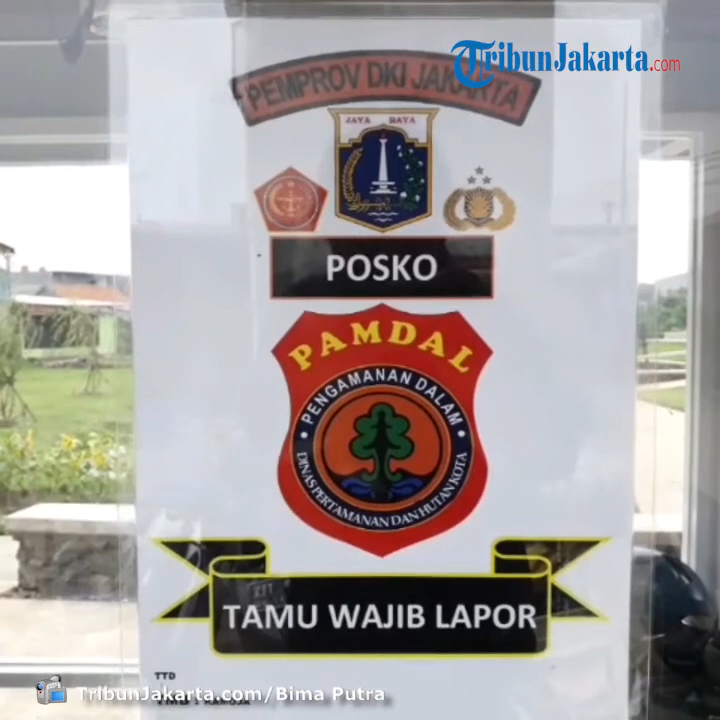 TribunJakarta.com
PEMPROV DKI JAKARTA
JAYA RAYA
POSKO
PAMDAL
PENGAMANAN DALAM
DINAS PERTAMANAN DAN HUTAN KOTA
TAMU WAJIB LAPOR
TTD
TribunJakarta.com/Bima Putra